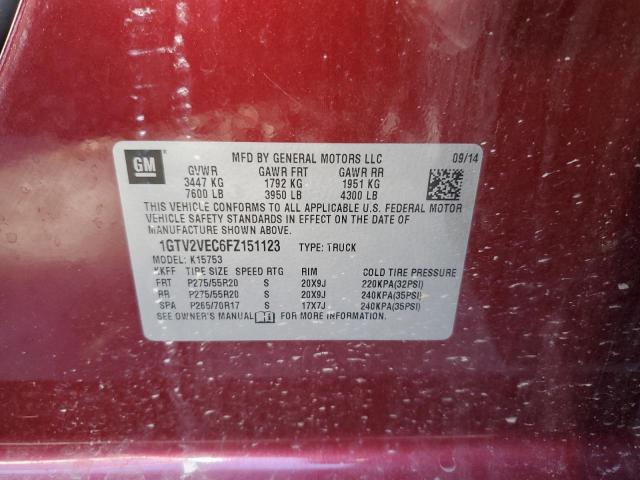 GM
MFD BY GENERAL MOTORS LLC 09/14
GVWR GAWR FRT GAWR RR
3447 KG 1792 KG 1951 KG
7600 LB 3950 LB 4300 LB
THIS VEHICLE CONFORMS TO ALL APPLICABLE U.S. FEDERAL MOTOR
VEHICLE SAFETY STANDARDS IN EFFECT ON THE DATE OF
MANUFACTURE SHOWN ABOVE.
1GTV2VEC6FZ151123 TYPE: TRUCK
MODEL: K15753
KKFF TIRE SIZE SPEED RTG RIM COLD TIRE PRESSURE
FRT P275/55R20 S 20X9J 220KPA(32PSI)
RR P275/55R20 S 20X9J 240KPA(35PSI)
SPA P265/70R17 S 17X7J 240KPA(35PSI)
SEE OWNER'S MANUAL